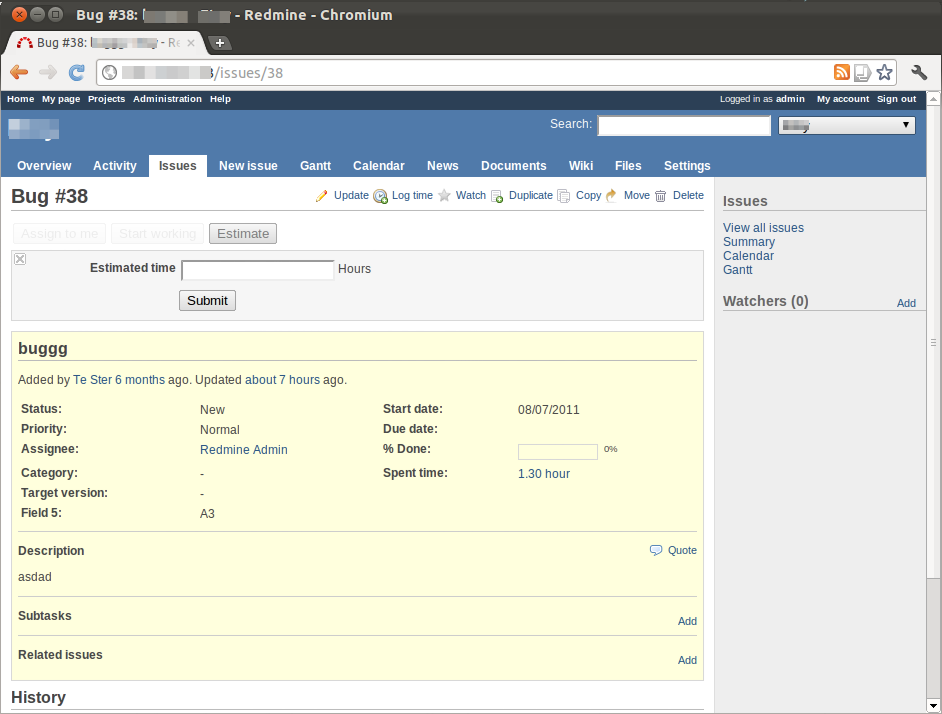 Bug #38: - Redmine - Chromium
Bug #38: - Re
/issues/38
Home My page Projects Administration Help Logged in as admin My account Sign out
Search:
Overview Activity Issues New issue Gantt Calendar News Documents Wiki Files Settings
Bug #38 Update Log time Watch Duplicate Copy Move Delete
Assign to me Start working Estimate
Estimated time Hours
Submit
buggg
Added by Te Ster 6 months ago. Updated about 7 hours ago.
Status: New Start date: 08/07/2011
Priority: Normal Due date:
Assignee: Redmine Admin % Done: 0%
Category: - Spent time: 1.30 hour
Target version: -
Field 5: A3
Description Quote
asdad
Subtasks Add
Related issues Add
History
Issues
View all issues
Summary
Calendar
Gantt
Watchers (0) Add